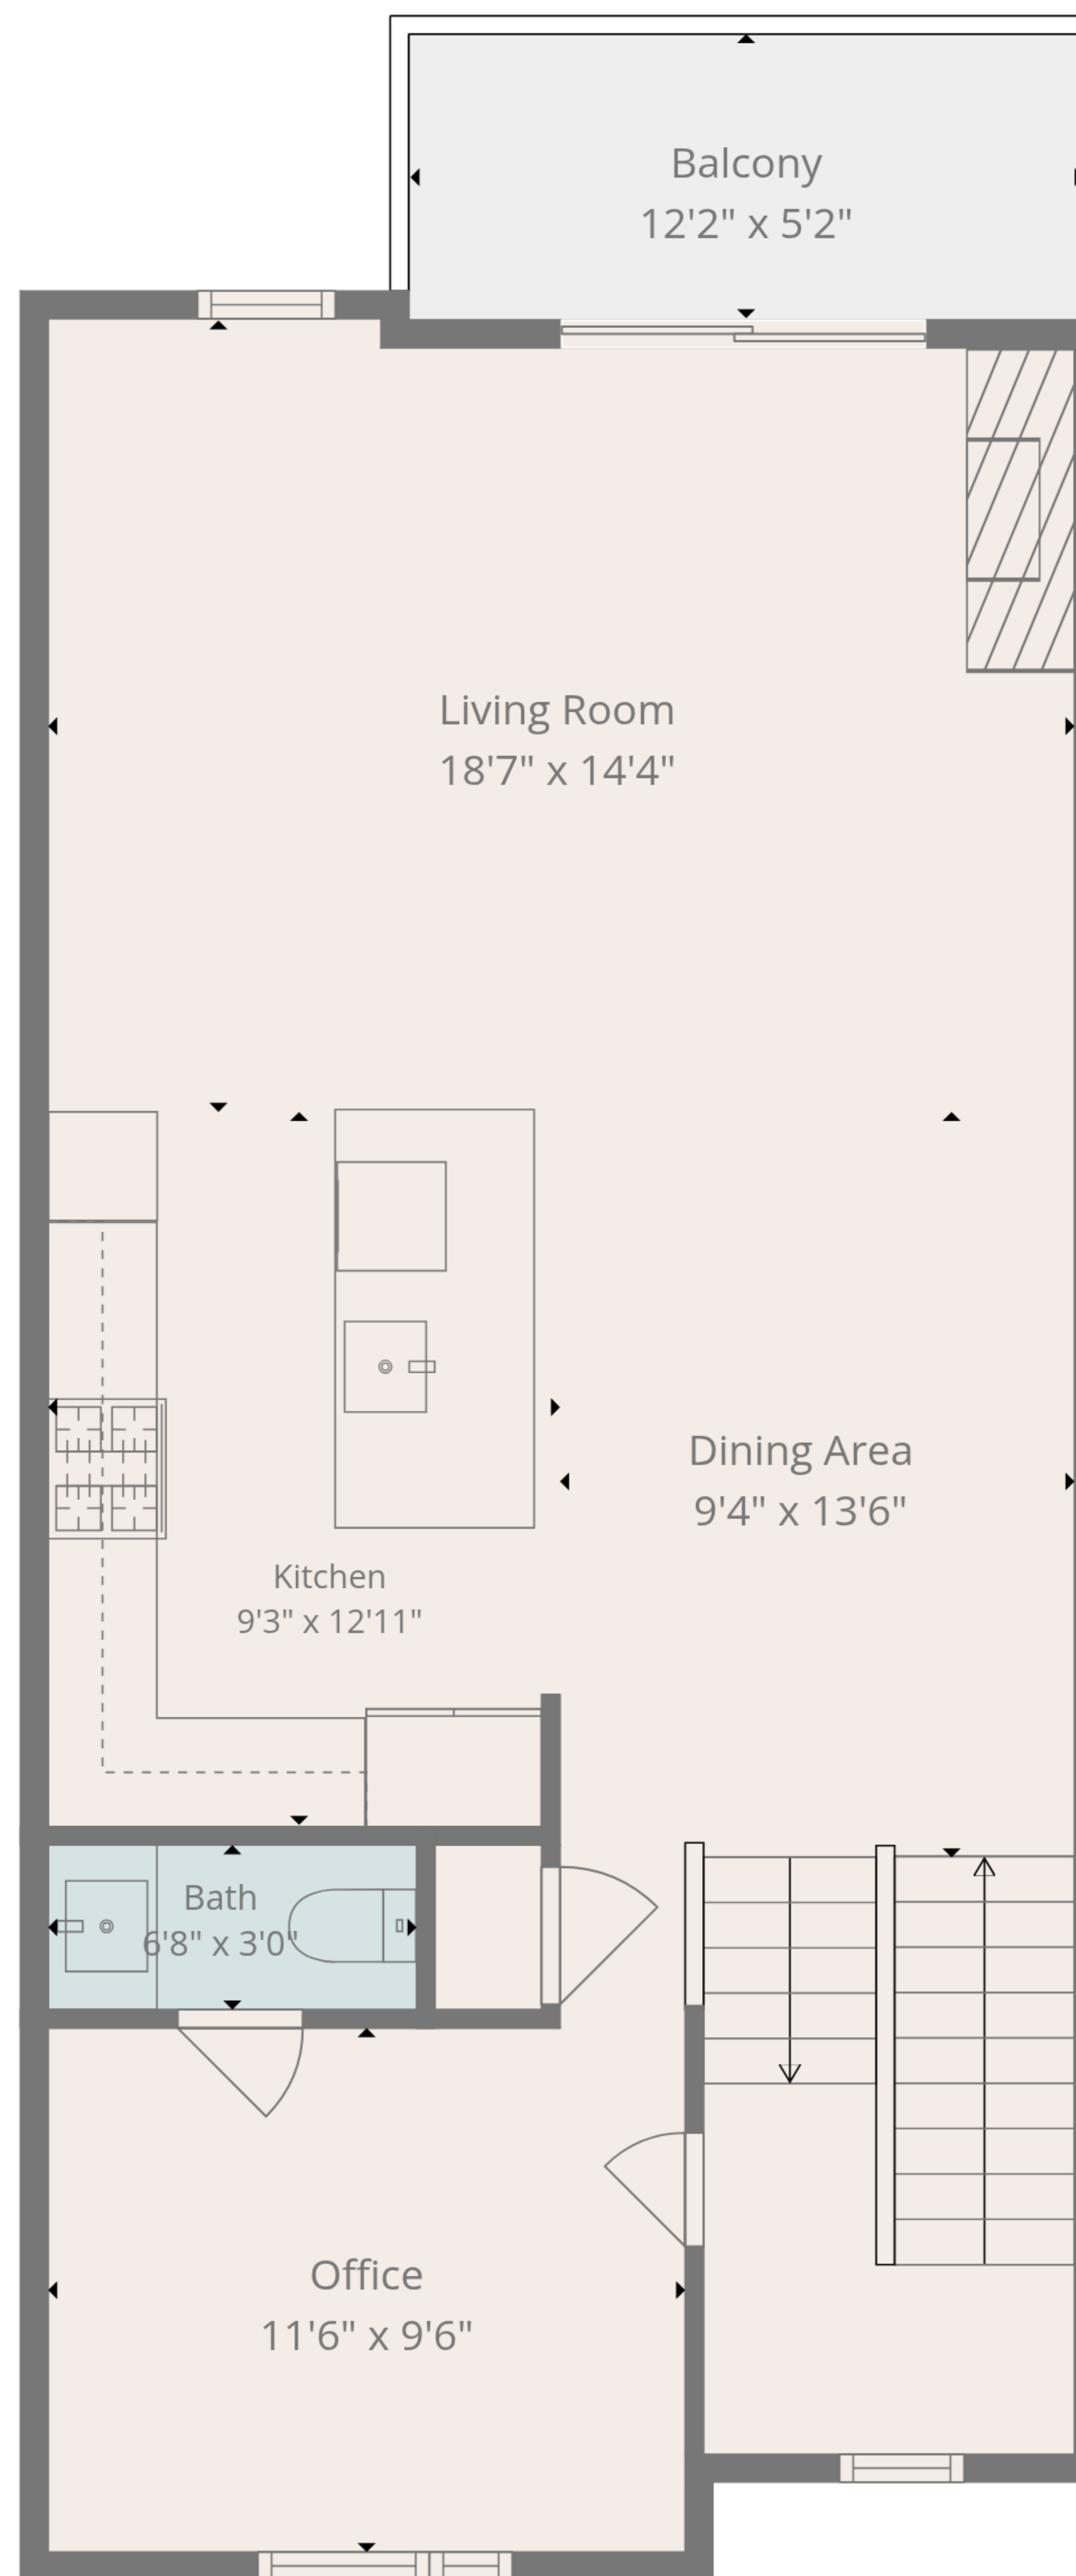 Balcony
12'2" x 5'2"
Living Room
18'7" x 14'4"
Dining Area
9'4" x 13'6"
Kitchen
9'3" x 12'11"
Bath
6'8" x 3'0"
Office
11'6" x 9'6"